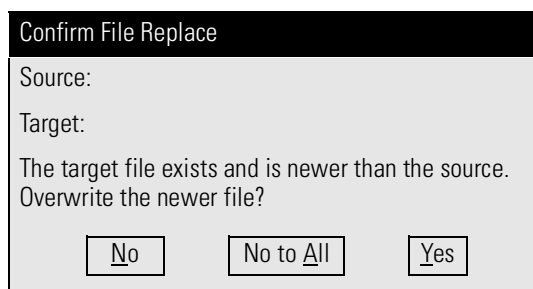 Confirm File Replace
Source:
Target:
The target file exists and is newer than the source.
Overwrite the newer file?
No No to All Yes